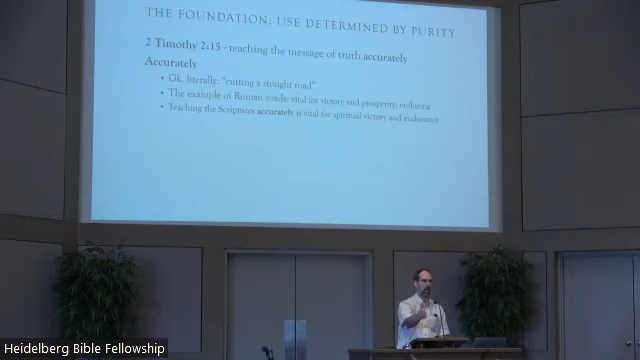 THE FOUNDATION: USE DETERMINED BY PURITY
2 Timothy 2:15 - teaching the message of truth accurately
Accurately
• Gk. literally: "cutting a straight road"
• The example of Roman roads: vital for victory and prosperity; enduring
• Teaching the Scriptures accurately is vital for spiritual victory and endurance
Heidelberg Bible Fellowship